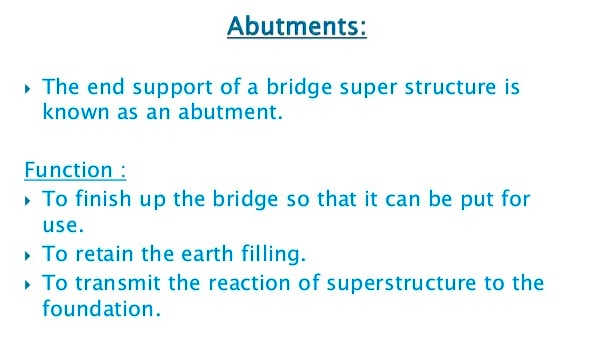 Abutments:
The end support of a bridge super structure is
known as an abutment.
Function :
To finish up the bridge so that it can be put for
use.
To retain the earth filling.
To transmit the reaction of superstructure to the
foundation.